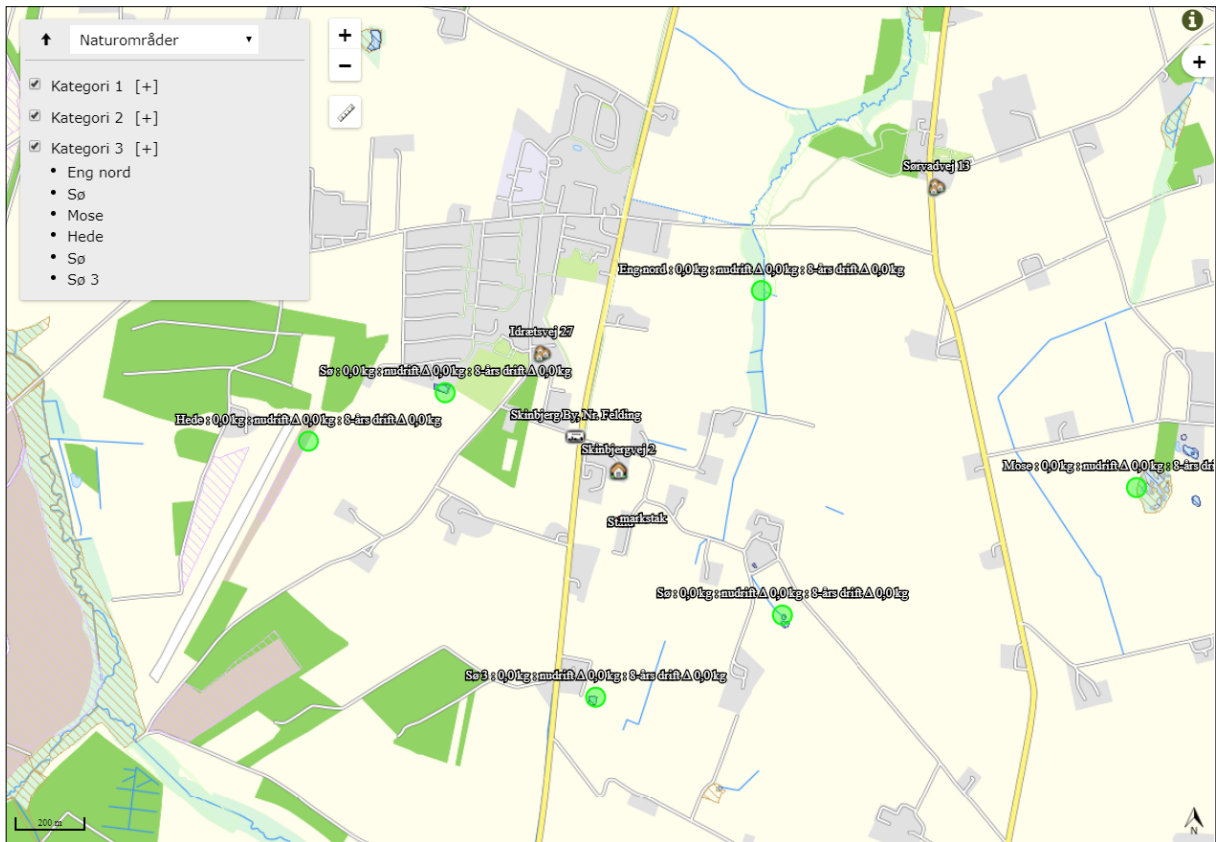 Naturområder
Kategori 1 [+]
Kategori 2 [+]
Kategori 3 [+]
Eng nord
Sø
Mose
Hede
Sø
Sø 3
+
−
+
Sørvadvej 13
Eng nord : 0,0 kg : nudrift Δ 0,0 kg : 8-års drift Δ 0,0 kg
Idrætsvej 27
Sø : 0,0 kg : nudrift Δ 0,0 kg : 8-års drift Δ 0,0 kg
Hede : 0,0 kg : nudrift Δ 0,0 kg : 8-års drift Δ 0,0 kg
Skinbjerg By, Nr. Felding
Skinbjergvej 2
Mose : 0,0 kg : nudrift Δ 0,0 kg : 8-års dri
markstak
Sø : 0,0 kg : nudrift Δ 0,0 kg : 8-års drift Δ 0,0 kg
Sø 3 : 0,0 kg : nudrift Δ 0,0 kg : 8-års drift Δ 0,0 kg
200 m
N